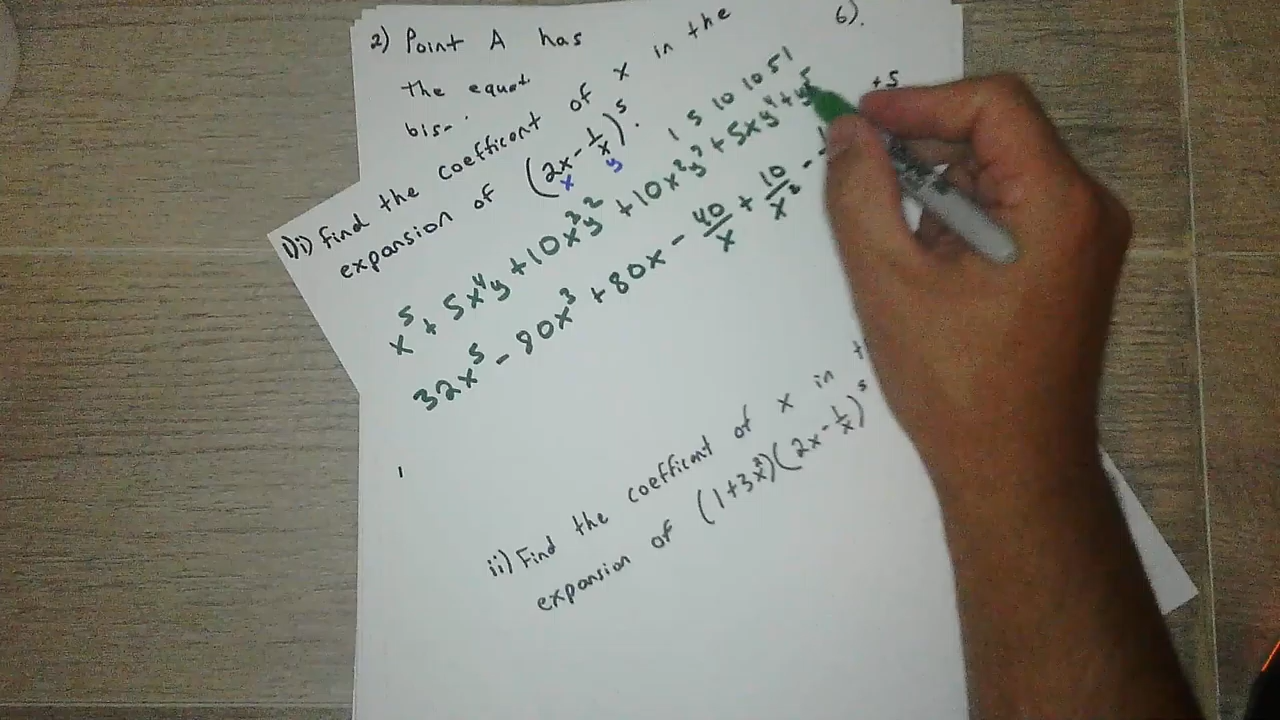 2) Point A has
the equat
bise
6).
+5
1)i) Find the coefficent of x in the
expansion of (2x - 1/x)^5.
x y
1 5 10 10 5 1
x^5 + 5x^4y + 10x^3y^2 + 10x^2y^3 + 5xy^4 + y^5
32x^5 - 80x^3 + 80x - 40/x + 10/x^3 -
ii) Find the coefficent of x in t
expansion of (1+3x^2)(2x - 1/x)^5